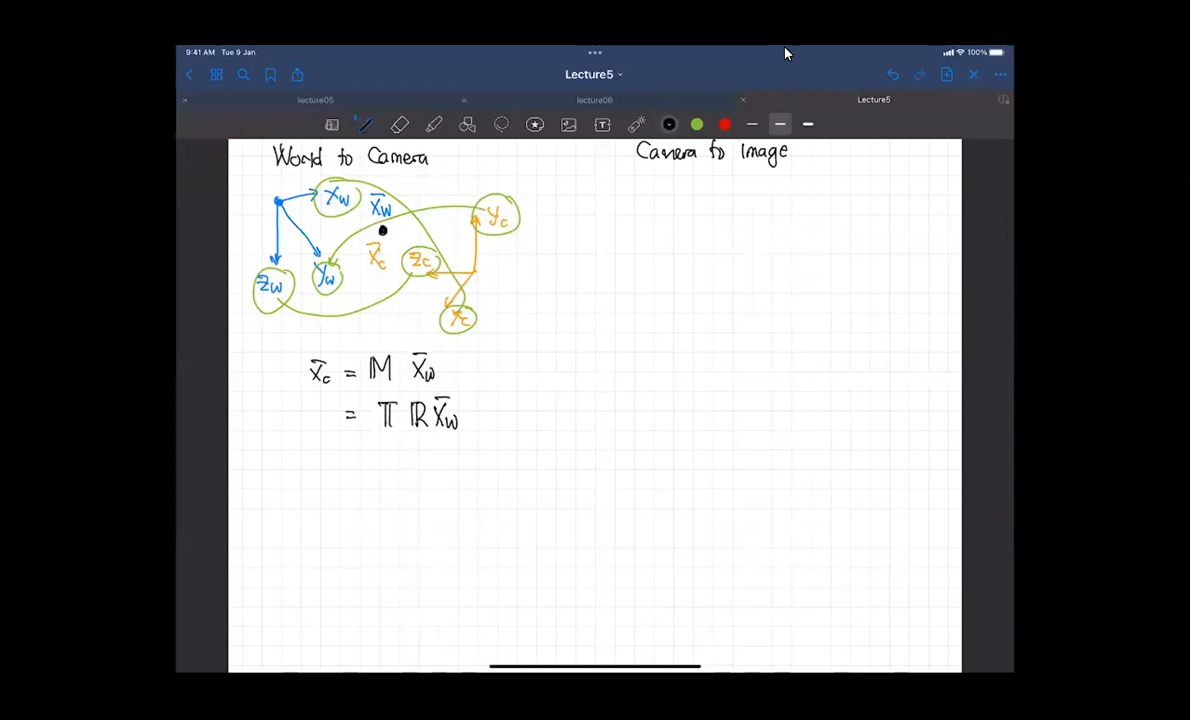 9:41 AM Tue 9 Jan
100%
Lecture5
lecture05
lecture06
Lecture5
World to Camera
Camera to Image
Xw
X̄w
Yc
Zc
X̄c
Yw
Zw
Xc
X̄c = 𝕄 X̄w
= 𝕋 ℝ X̄w